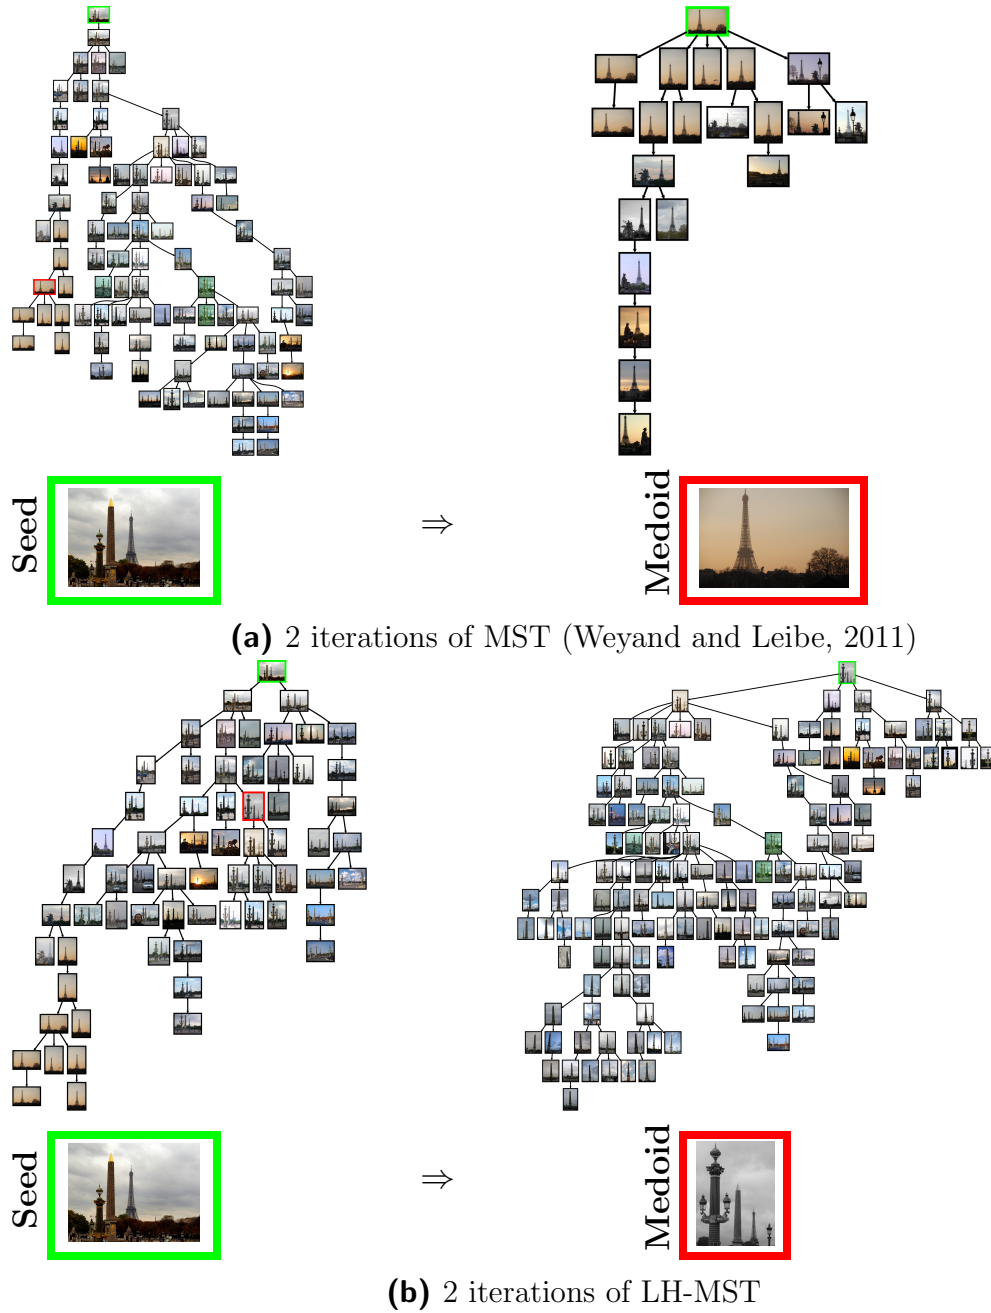 Seed
⇒
Medoid
(a) 2 iterations of MST (Weyand and Leibe, 2011)
Seed
⇒
Medoid
(b) 2 iterations of LH-MST